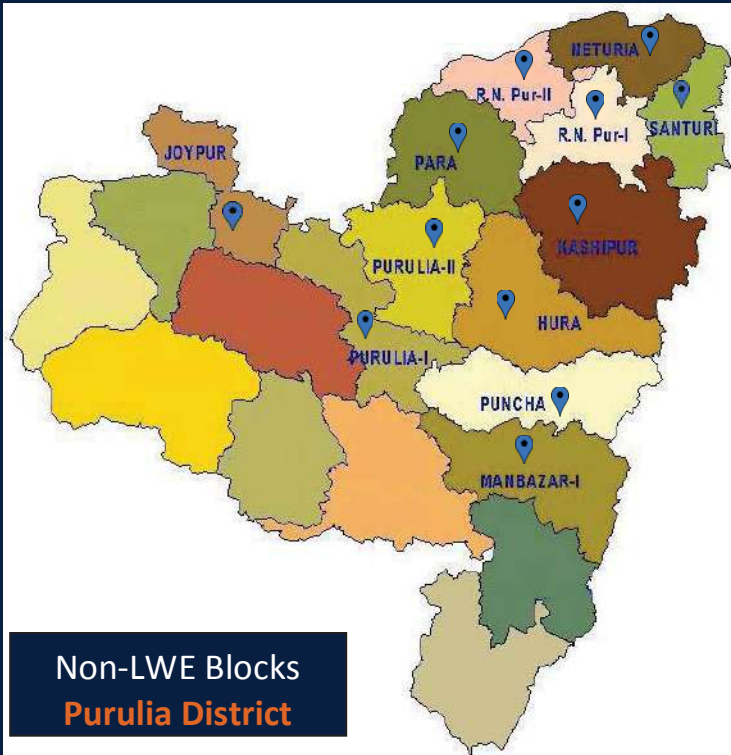 NETURIA
R.N. Pur-II
R.N. Pur-I
SANTURI
JOYPUR
PARA
KASHIPUR
PURULIA-II
HURA
PURULIA-I
PUNCHA
MANBAZAR-I
Non-LWE Blocks
Purulia District